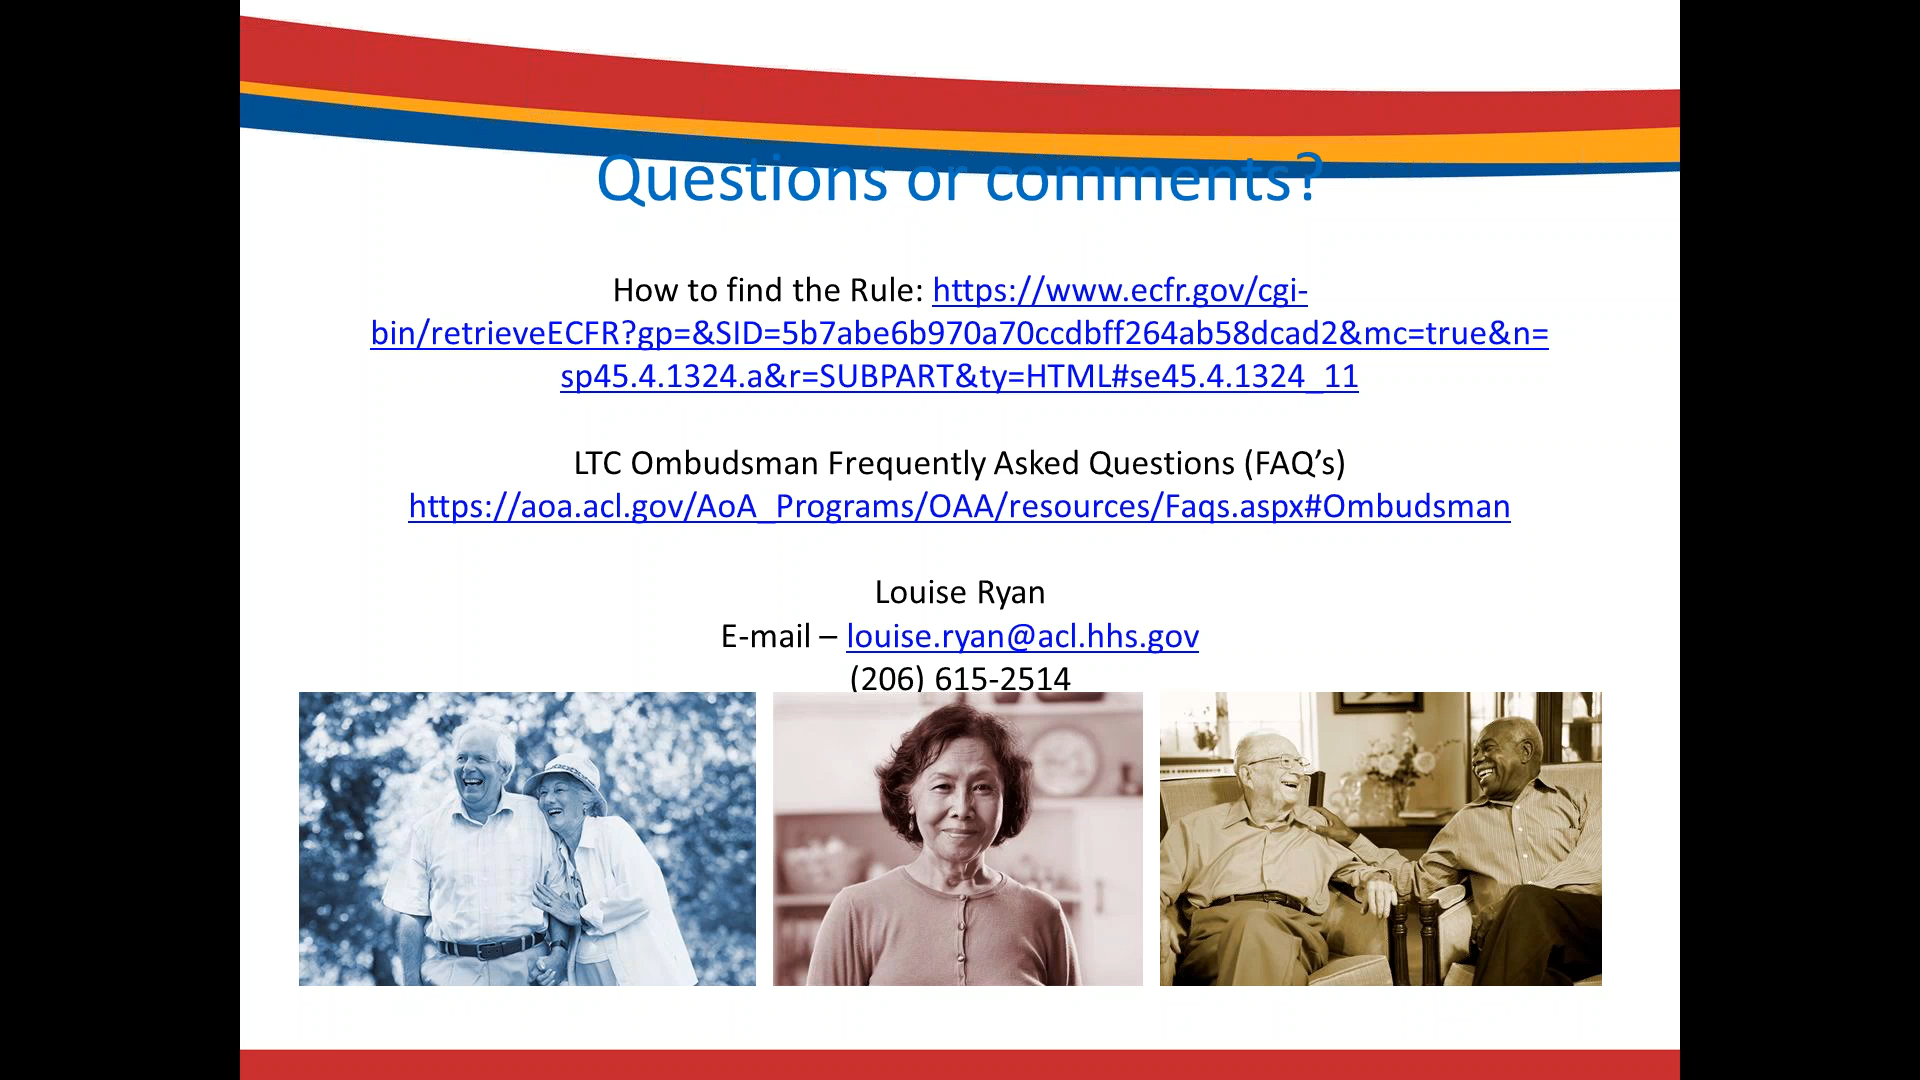 Questions or comments?
How to find the Rule: https://www.ecfr.gov/cgi-
bin/retrieveECFR?gp=&SID=5b7abe6b970a70ccdbff264ab58dcad2&mc=true&n=
sp45.4.1324.a&r=SUBPART&ty=HTML#se45.4.1324_11
LTC Ombudsman Frequently Asked Questions (FAQ’s)
https://aoa.acl.gov/AoA_Programs/OAA/resources/Faqs.aspx#Ombudsman
Louise Ryan
E-mail – louise.ryan@acl.hhs.gov
(206) 615-2514